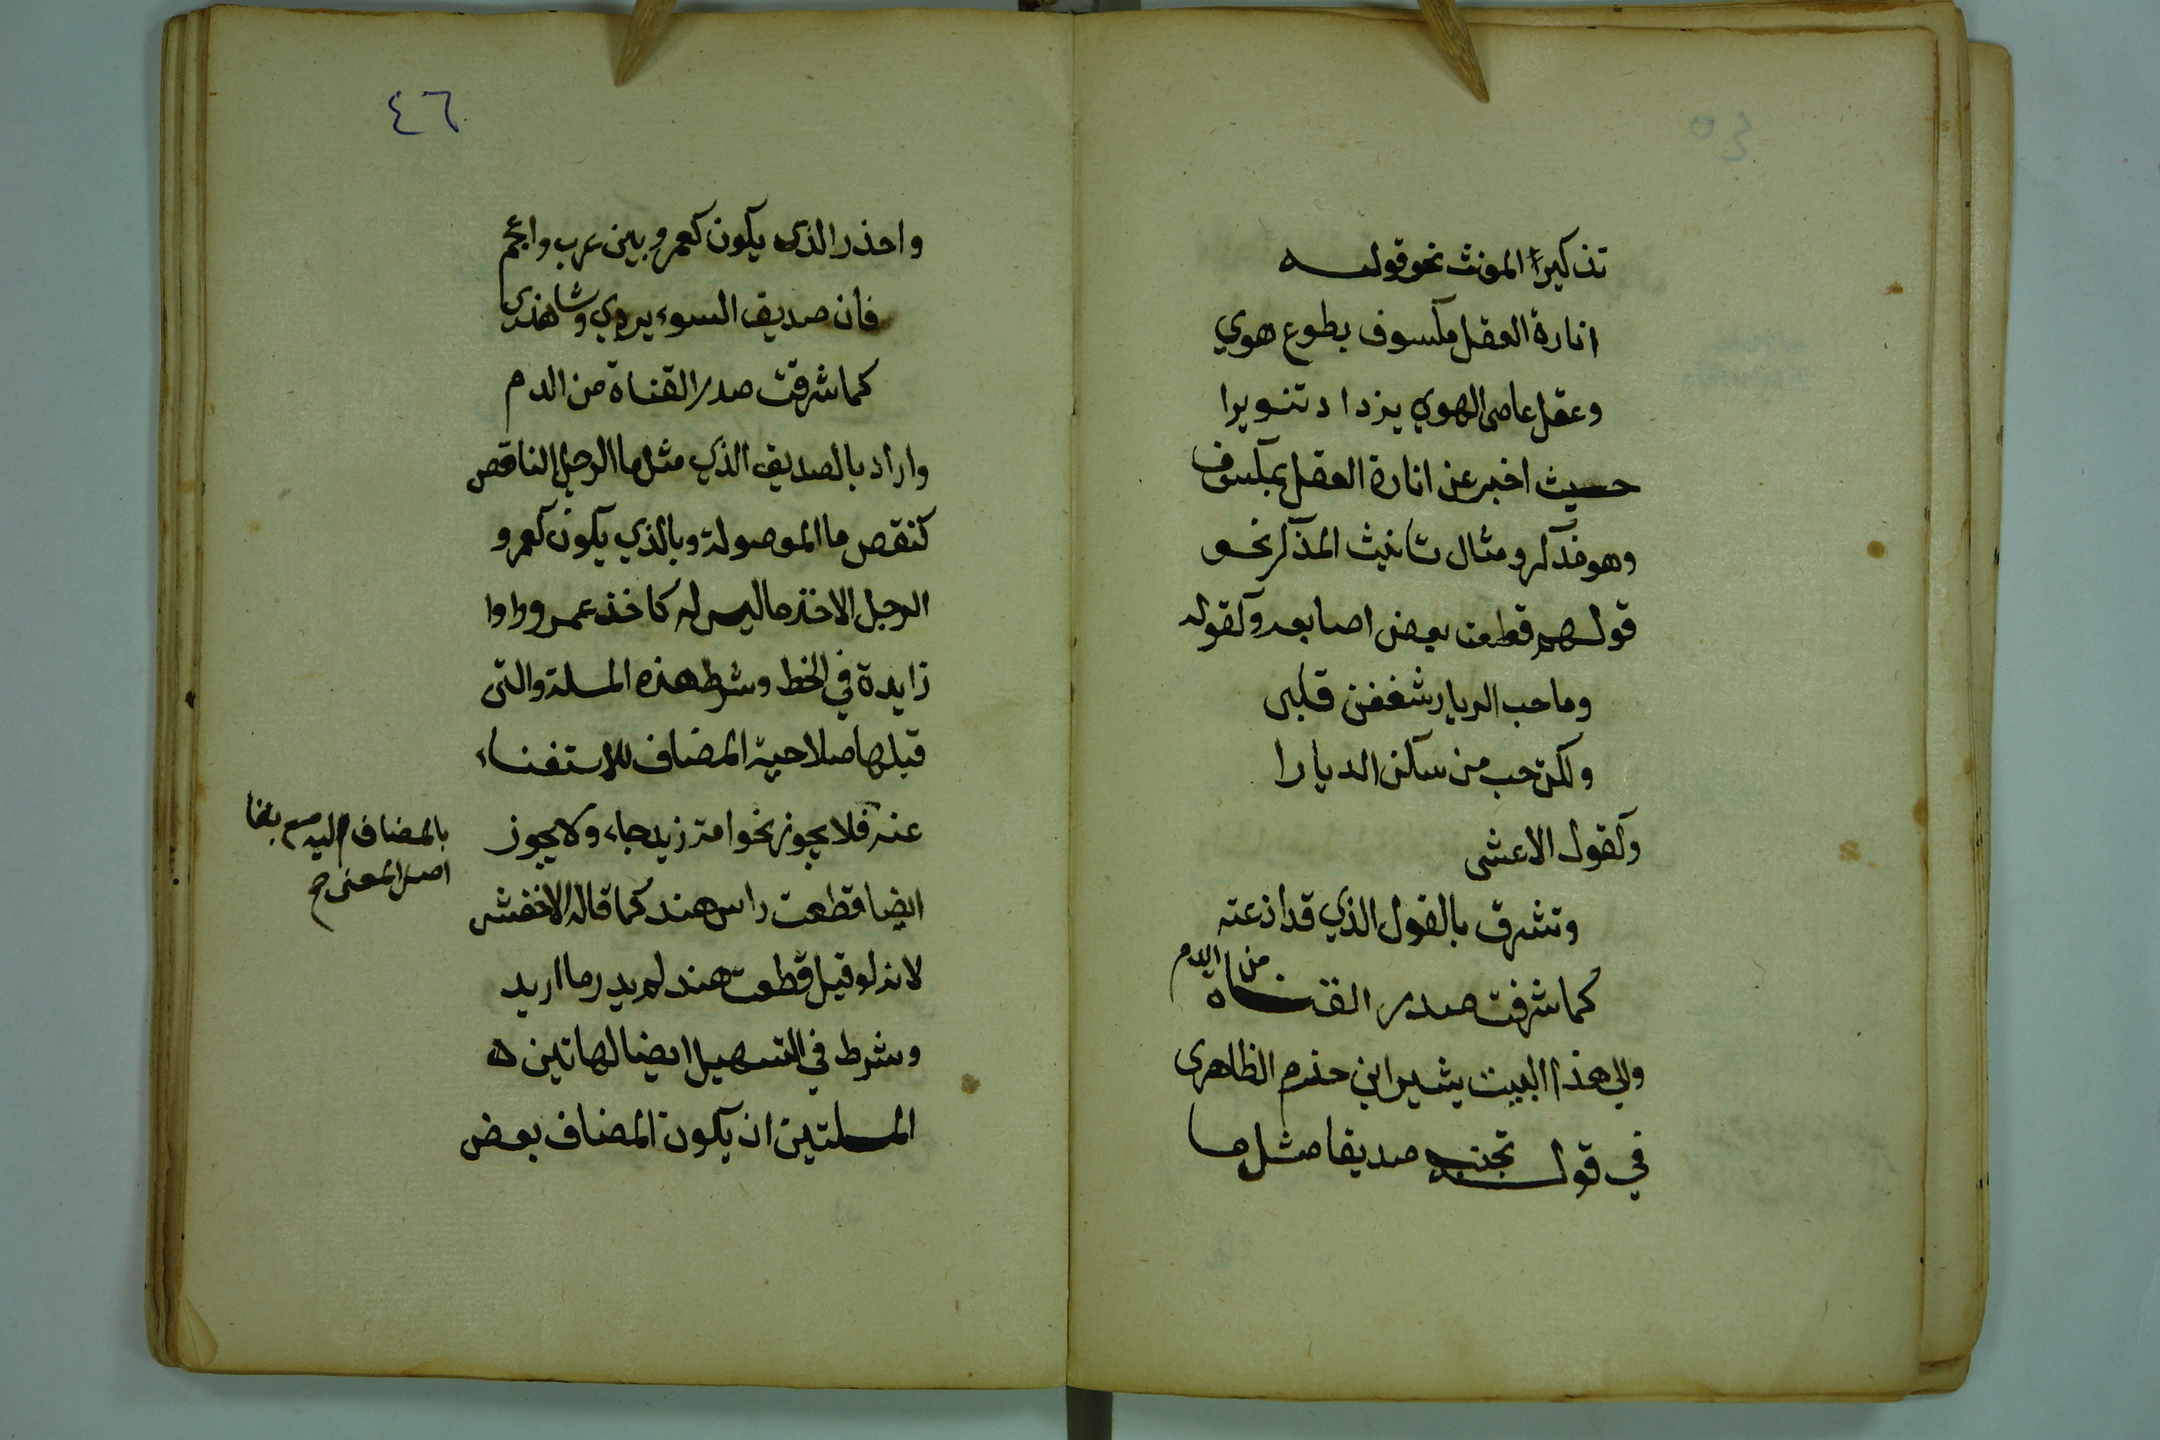 تذكير المونث نحو قوله
انارة العقل مكسوف بطوع هوي
وعقل عاصي الهوي يزداد تنويرا
حيث اخبر عن انارة العقل بمكسوف
وهو مذكر ومثال تانيث المذكر نحو
قولهم قطعت بعض اصابعه وكقوله
وما حب الديار شغفن قلبي
ولكن حب من سكن الديارا
وكقول الاعشى
وتشرق بالقول الذي قد اذعته
كما شرقت صدر القناة من الدم
والى هذا البيت يشير ابن حزم الظاهري
في قوله تجنب صديقا مثل ما
٤٦
واحذر الذي يكون كعمرو بين عرب واعجم
فان صديق السوء يردي وشاهدي
كما شرقت صدر القناة من الدم
واراد بالصديق الذي مثل ما الرجل الناقص
كنقص ما الموصولة وبالذي يكون كعمرو
الرجل الاخذ ما ليس له كاخذ عمرو واوا
زايدة في الخط وشرط هذه المسلة والتي
قبلها صلاحية المضاف للاستغناء
عنه فلا يجوز نحو امة زيد جاء ولا يجوز
بالمضاف اليه مع بقا
اصل المعنى صح
ايضا قطعت راس هند كما قاله الاخفش
لانه لو قيل قطعت هند لم يدر ما اريد
وشرط في التسهيل ايضا لهاتين ه
المسلتين ان يكون المضاف بعض